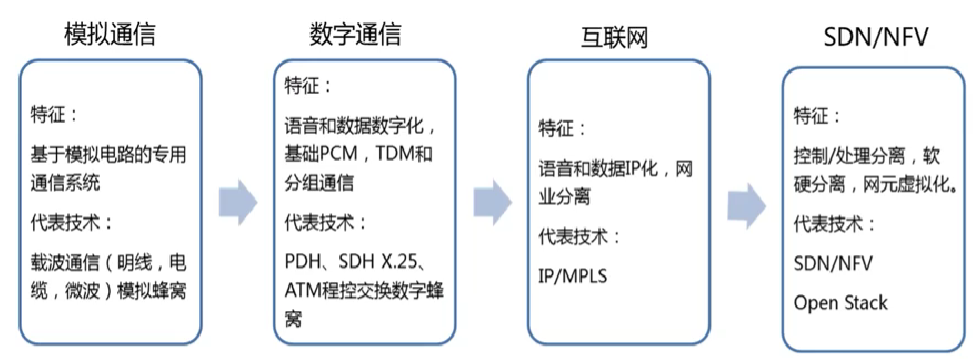 模拟通信
特征：
基于模拟电路的专用
通信系统
代表技术：
载波通信（明线，电
缆，微波）模拟蜂窝
数字通信
特征：
语音和数据数字化，
基础PCM，TDM和
分组通信
代表技术：
PDH、SDH X.25、
ATM程控交换数字蜂
窝
互联网
特征：
语音和数据IP化，网
业分离
代表技术：
IP/MPLS
SDN/NFV
特征：
控制/处理分离，软
硬分离，网元虚拟化。
代表技术：
SDN/NFV
Open Stack